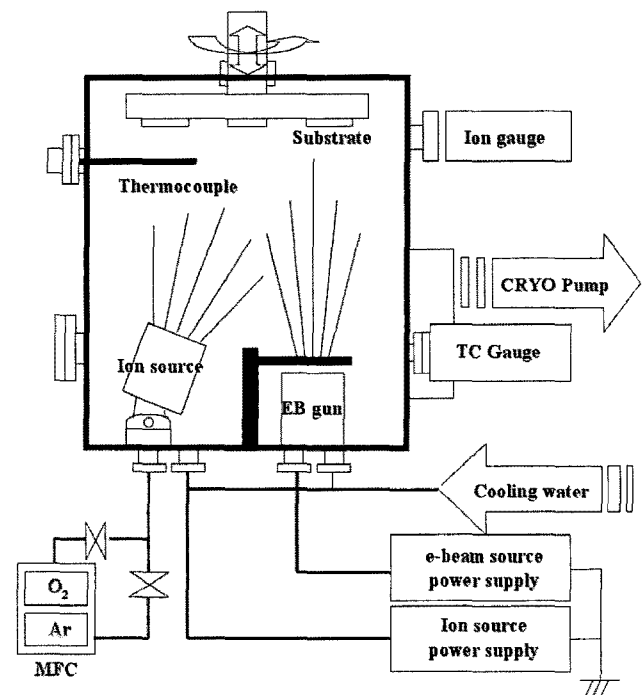 Substrate
Ion gauge
Thermocouple
CRYO Pump
TC Gauge
Ion source
EB gun
Cooling water
e-beam source
power supply
O₂
Ar
MFC
Ion source
power supply